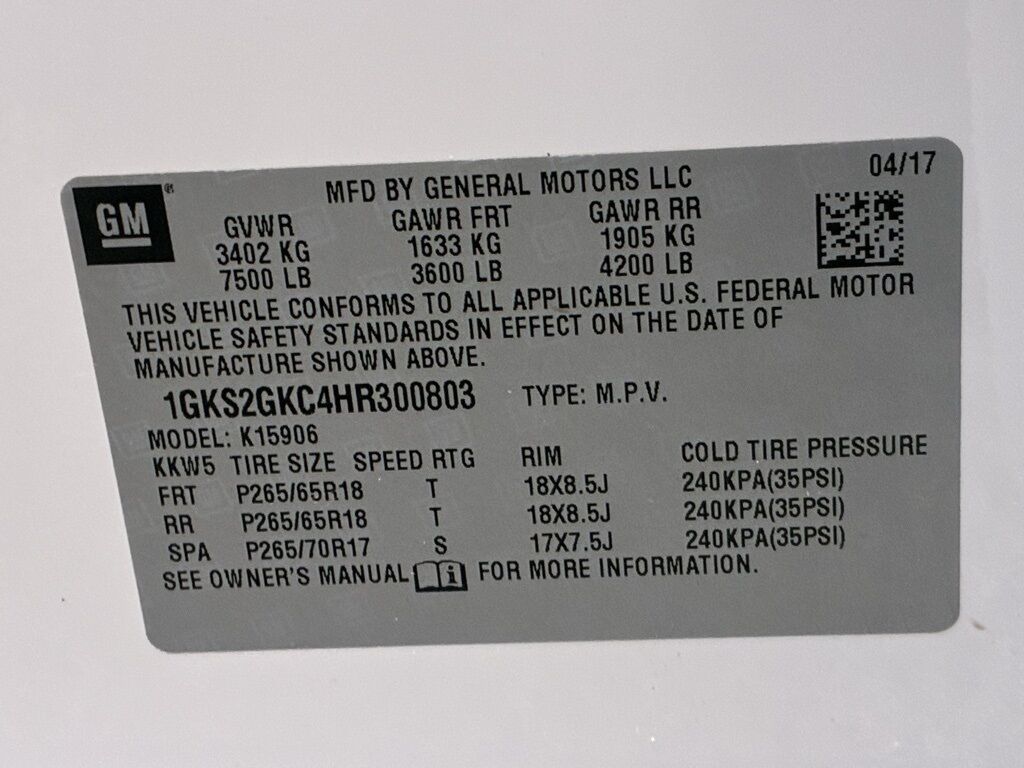 GM ® MFD BY GENERAL MOTORS LLC 04/17
GVWR GAWR FRT GAWR RR
3402 KG 1633 KG 1905 KG
7500 LB 3600 LB 4200 LB
THIS VEHICLE CONFORMS TO ALL APPLICABLE U.S. FEDERAL MOTOR
VEHICLE SAFETY STANDARDS IN EFFECT ON THE DATE OF
MANUFACTURE SHOWN ABOVE.
1GKS2GKC4HR300803 TYPE: M.P.V.
MODEL: K15906
KKW5 TIRE SIZE SPEED RTG RIM COLD TIRE PRESSURE
FRT P265/65R18 T 18X8.5J 240KPA(35PSI)
RR P265/65R18 T 18X8.5J 240KPA(35PSI)
SPA P265/70R17 S 17X7.5J 240KPA(35PSI)
SEE OWNER'S MANUAL i FOR MORE INFORMATION.